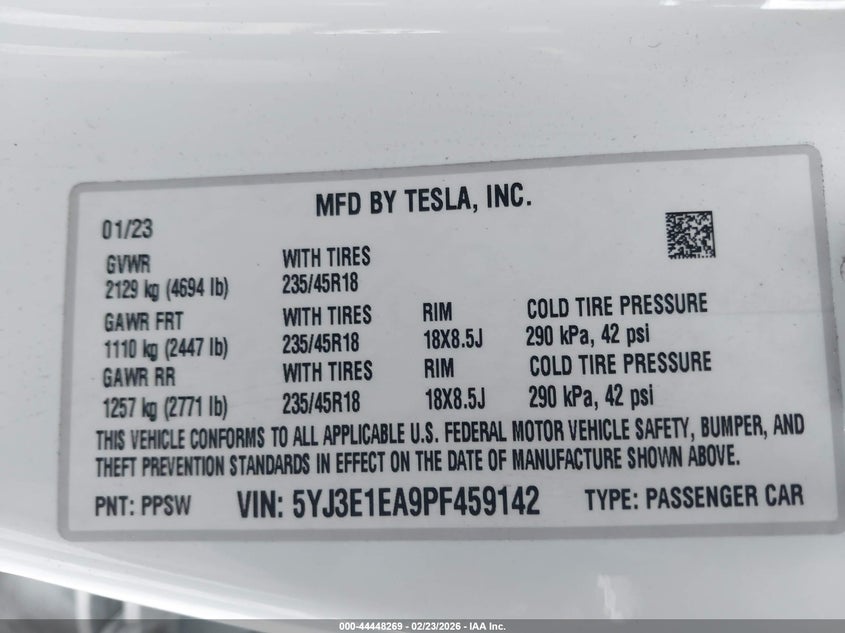 MFD BY TESLA, INC.
01/23
GVWR WITH TIRES
2129 kg (4694 lb) 235/45R18
GAWR FRT WITH TIRES RIM COLD TIRE PRESSURE
1110 kg (2447 lb) 235/45R18 18X8.5J 290 kPa, 42 psi
GAWR RR WITH TIRES RIM COLD TIRE PRESSURE
1257 kg (2771 lb) 235/45R18 18X8.5J 290 kPa, 42 psi
THIS VEHICLE CONFORMS TO ALL APPLICABLE U.S. FEDERAL MOTOR VEHICLE SAFETY, BUMPER, AND
THEFT PREVENTION STANDARDS IN EFFECT ON THE DATE OF MANUFACTURE SHOWN ABOVE.
PNT: PPSW VIN: 5YJ3E1EA9PF459142 TYPE: PASSENGER CAR
000-44448269 - 02/23/2026 - IAA Inc.